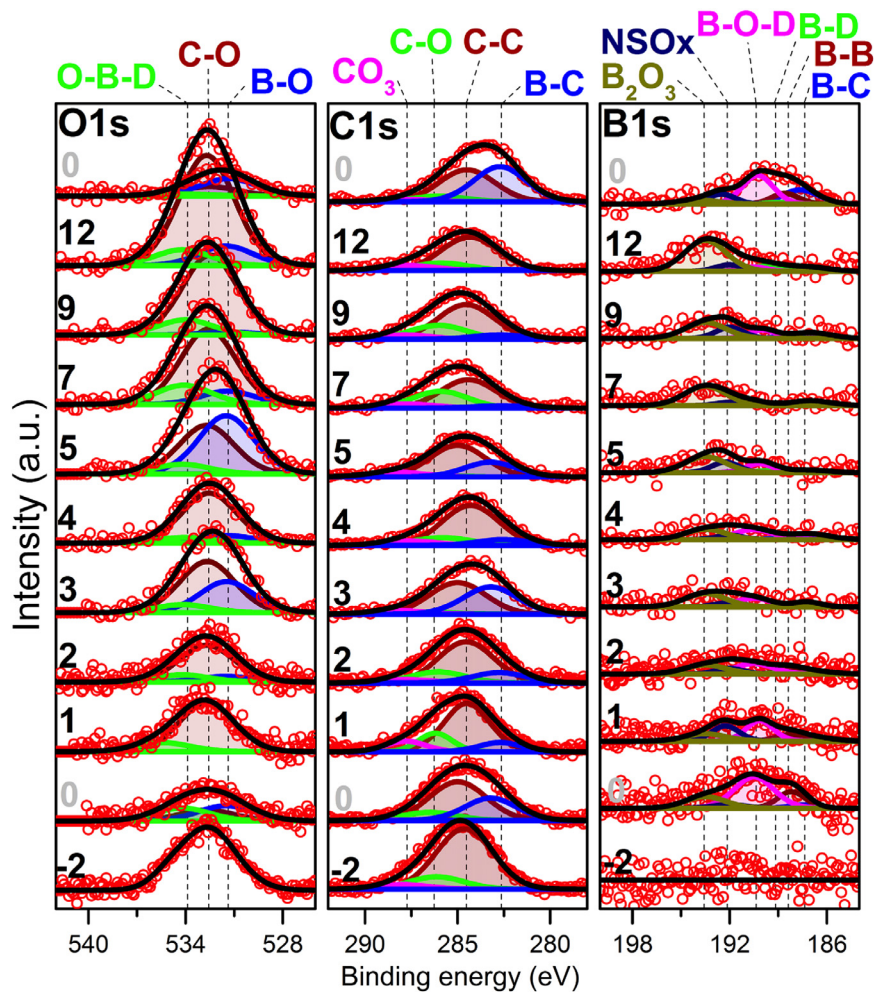 O-B-D C-O B-O
CO3 C-O C-C B-C
NSOx B-O-D B-D
B2O3 B-B
B-C
Intensity (a.u.)
O1s
0
12
9
7
5
4
3
2
1
0
-2
540 534 528
C1s
0
12
9
7
5
4
3
2
1
0
-2
290 285 280
B1s
0
12
9
7
5
4
3
2
1
0
-2
198 192 186
Binding energy (eV)